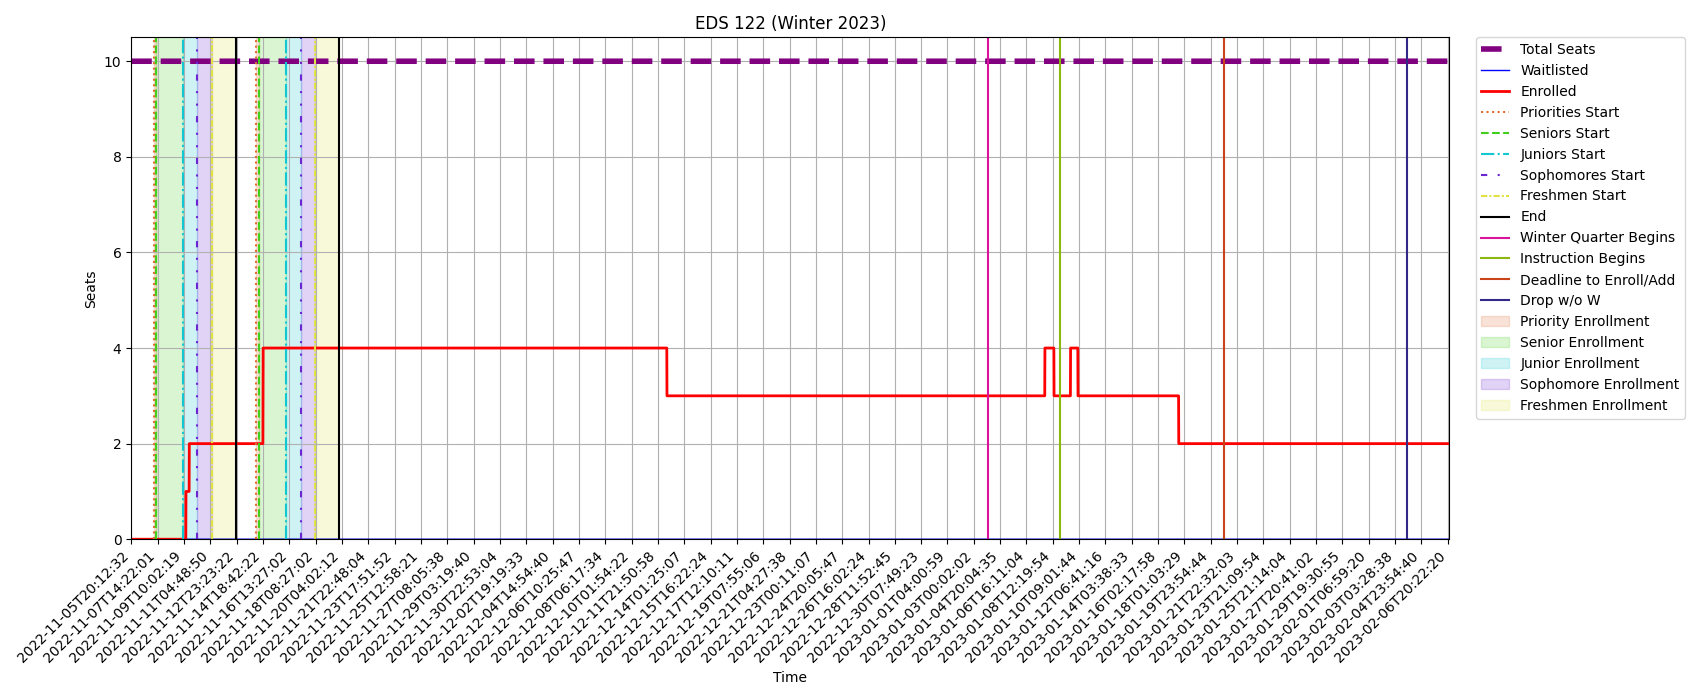 EDS 122 (Winter 2023)
Seats
10
8
6
4
2
0
2022-11-05T20:12:32
2022-11-07T14:22:01
2022-11-09T10:02:19
2022-11-11T04:48:50
2022-11-12T23:23:22
2022-11-14T18:42:22
2022-11-16T13:27:02
2022-11-18T08:27:02
2022-11-20T04:02:12
2022-11-21T22:48:04
2022-11-23T17:51:52
2022-11-25T12:58:21
2022-11-27T08:05:38
2022-11-29T03:19:40
2022-11-30T22:53:04
2022-12-02T19:19:33
2022-12-04T14:54:40
2022-12-06T10:25:47
2022-12-08T06:17:34
2022-12-10T01:54:22
2022-12-11T21:50:58
2022-12-14T01:25:07
2022-12-15T16:22:24
2022-12-17T12:10:11
2022-12-19T07:55:06
2022-12-21T04:27:38
2022-12-23T00:11:07
2022-12-24T20:05:47
2022-12-26T16:02:24
2022-12-28T11:52:45
2022-12-30T07:49:23
2023-01-01T04:00:59
2023-01-03T00:02:02
2023-01-04T20:04:35
2023-01-06T16:11:04
2023-01-08T12:19:54
2023-01-10T09:01:44
2023-01-12T06:41:16
2023-01-14T03:38:33
2023-01-16T02:17:58
2023-01-18T01:03:29
2023-01-19T23:54:44
2023-01-21T22:32:03
2023-01-23T21:09:54
2023-01-25T21:14:04
2023-01-27T20:41:02
2023-01-29T19:30:55
2023-02-01T06:59:20
2023-02-03T03:28:38
2023-02-04T23:54:40
2023-02-06T20:22:20
Time
Total Seats
Waitlisted
Enrolled
Priorities Start
Seniors Start
Juniors Start
Sophomores Start
Freshmen Start
End
Winter Quarter Begins
Instruction Begins
Deadline to Enroll/Add
Drop w/o W
Priority Enrollment
Senior Enrollment
Junior Enrollment
Sophomore Enrollment
Freshmen Enrollment